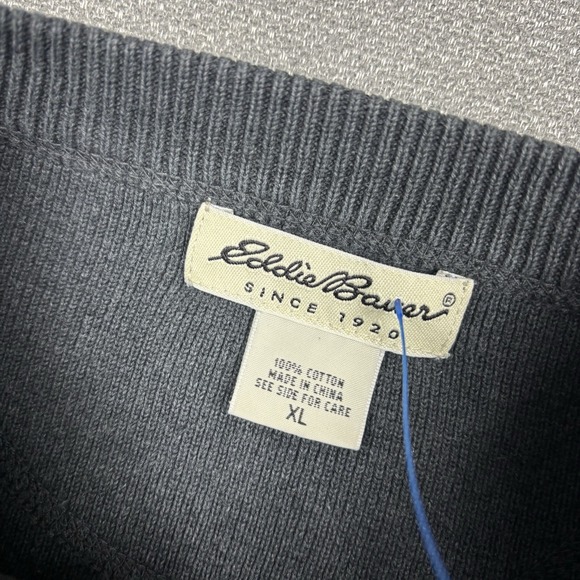 Eddie Bauer®
SINCE 1920
100% COTTON
MADE IN CHINA
SEE SIDE FOR CARE
XL